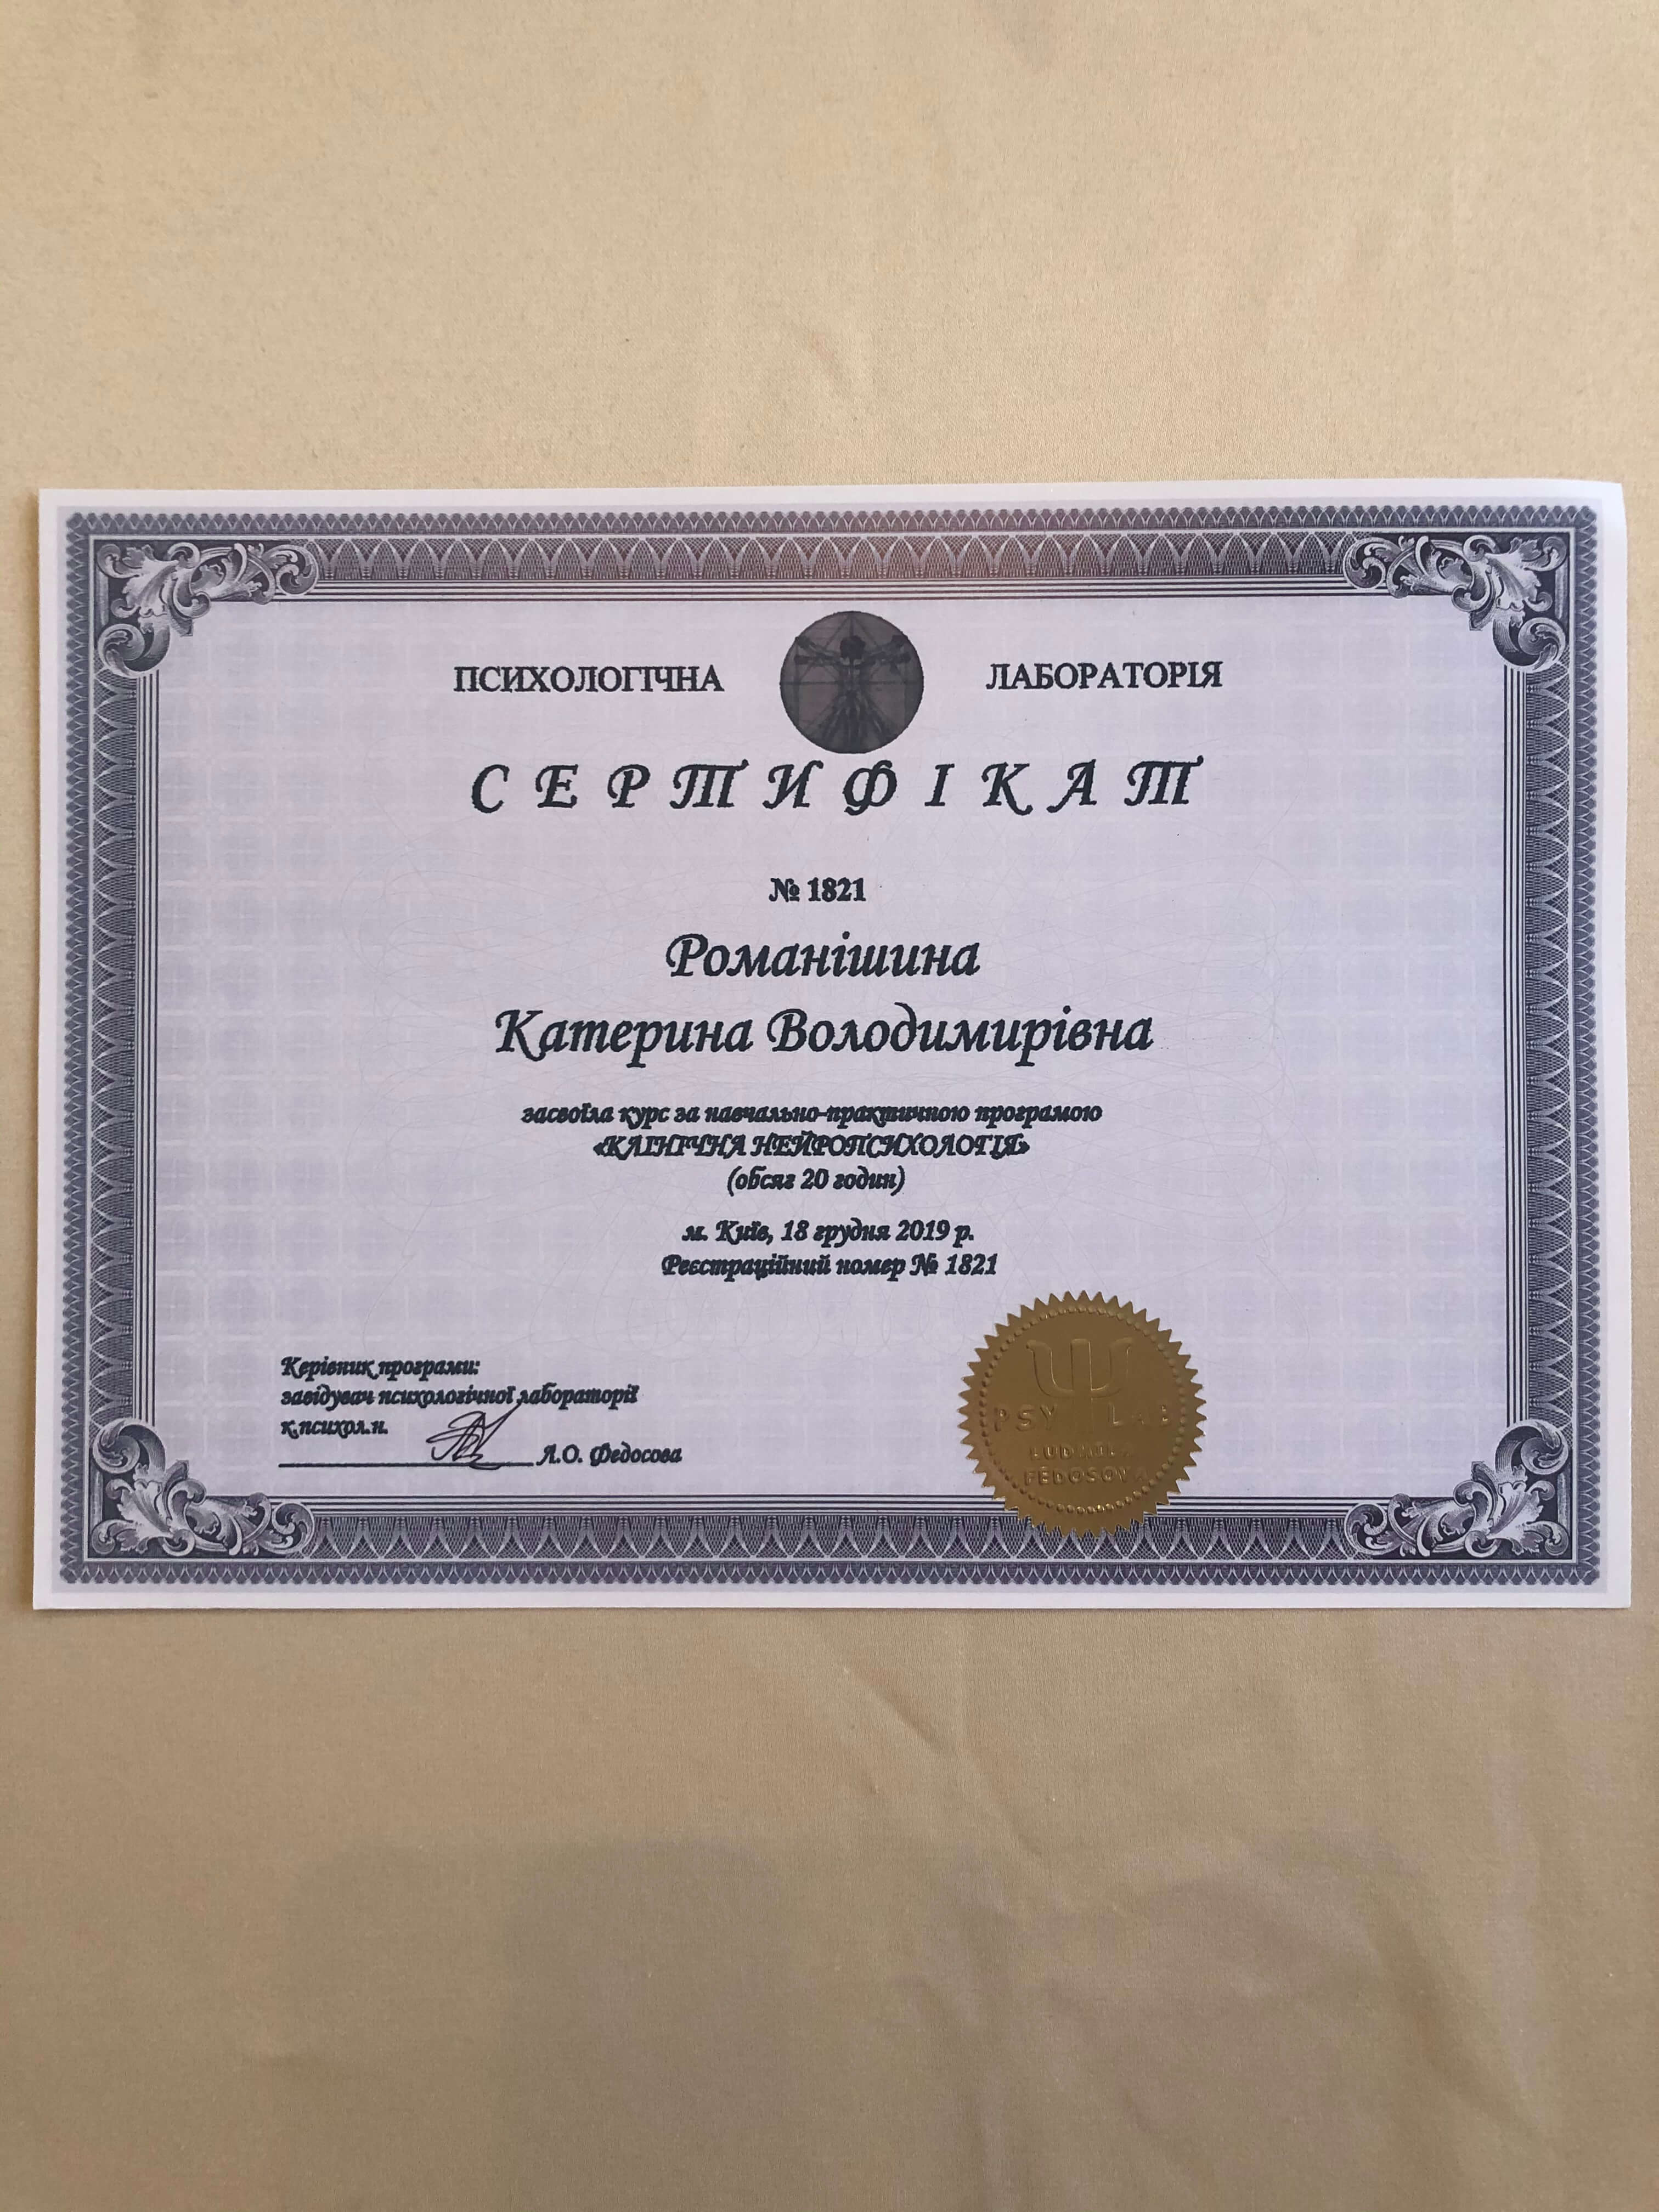 ПСИХОЛОГІЧНА ЛАБОРАТОРІЯ
СЕРТИФІКАТ
№ 1821
Романішина
Катерина Володимирівна
засвоїла курс за навчально-практичною програмою
«КЛІНІЧНА НЕЙРОПСИХОЛОГІЯ»
(обсяг 20 годин)
м. Київ, 18 грудня 2019 р.
Реєстраційний номер № 1821
Керівник програми:
завідувач психологічної лабораторії
к.психол.н.
Л.О. Федосова
PSY LAB
LUDMILA
FEDOSOVA